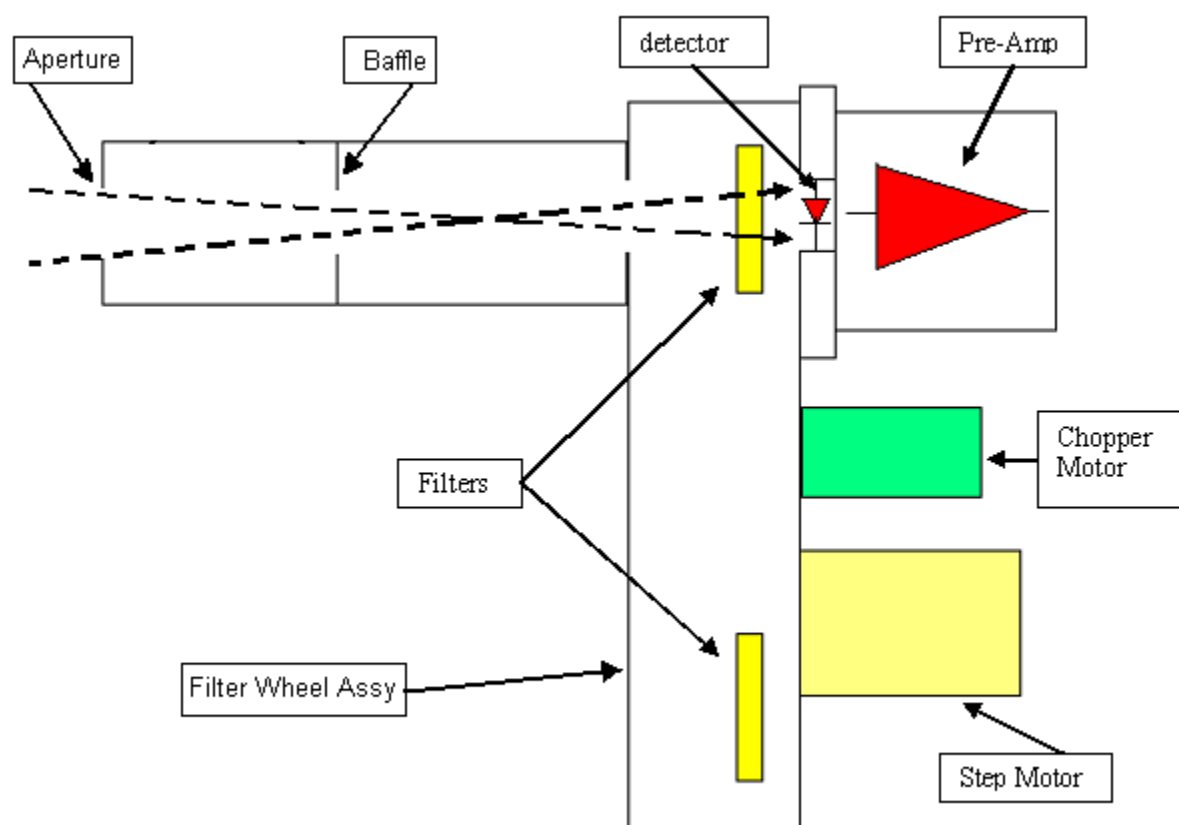 Aperture
Baffle
detector
Pre-Amp
Chopper
Motor
Filters
Filter Wheel Assy
Step Motor